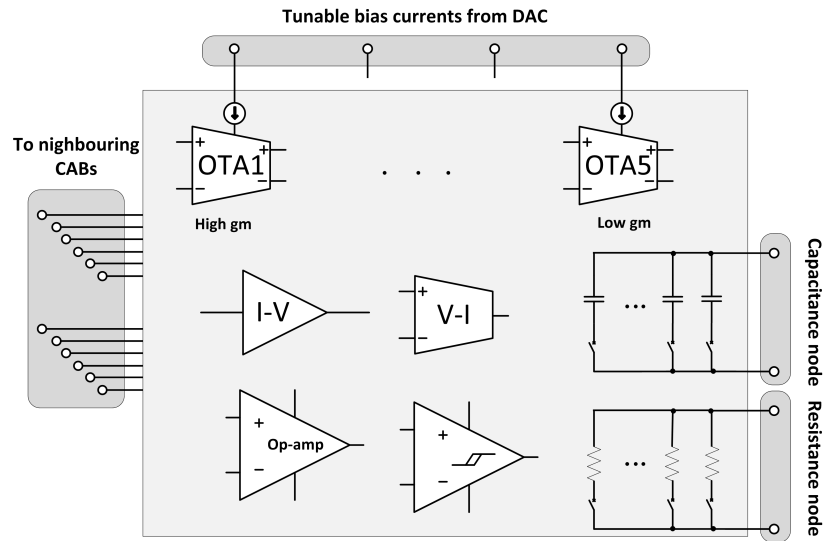 Tunable bias currents from DAC
To nighbouring
CABs
+
+
OTA1
−
−
High gm
. . .
+
+
OTA5
−
−
Low gm
I-V
+
V-I
−
...
Capacitance node
+
Op-amp
−
+
−
...
Resistance node